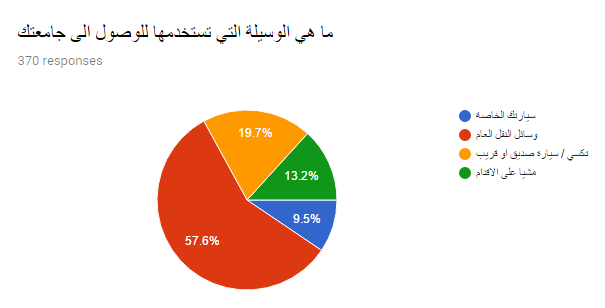 ما هي الوسيلة التي تستخدمها للوصول الى جامعتك
370 responses
سيارتك الخاصة
وسائل النقل العام
تكسي / سيارة صديق او قريب
مشيا على الاقدام
19.7%
13.2%
9.5%
57.6%